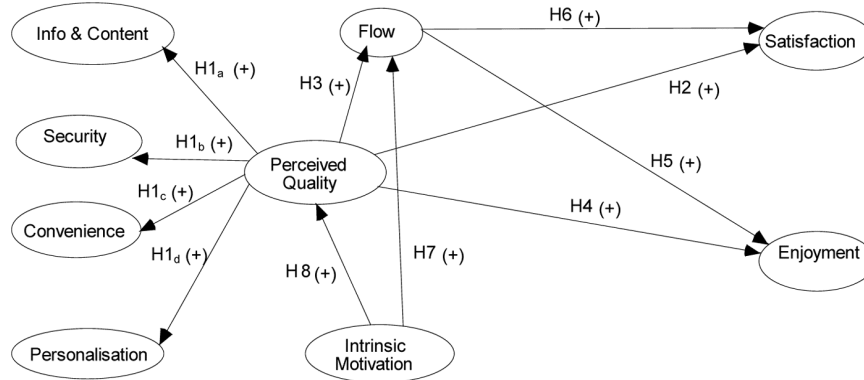 Info & Content
Flow
H6 (+)
Satisfaction
H1a (+)
H3 (+)
H2 (+)
Security
H1b (+)
Perceived
Quality
H5 (+)
H1c (+)
Convenience
H4 (+)
H1d (+)
H8 (+)
H7 (+)
Enjoyment
Personalisation
Intrinsic
Motivation